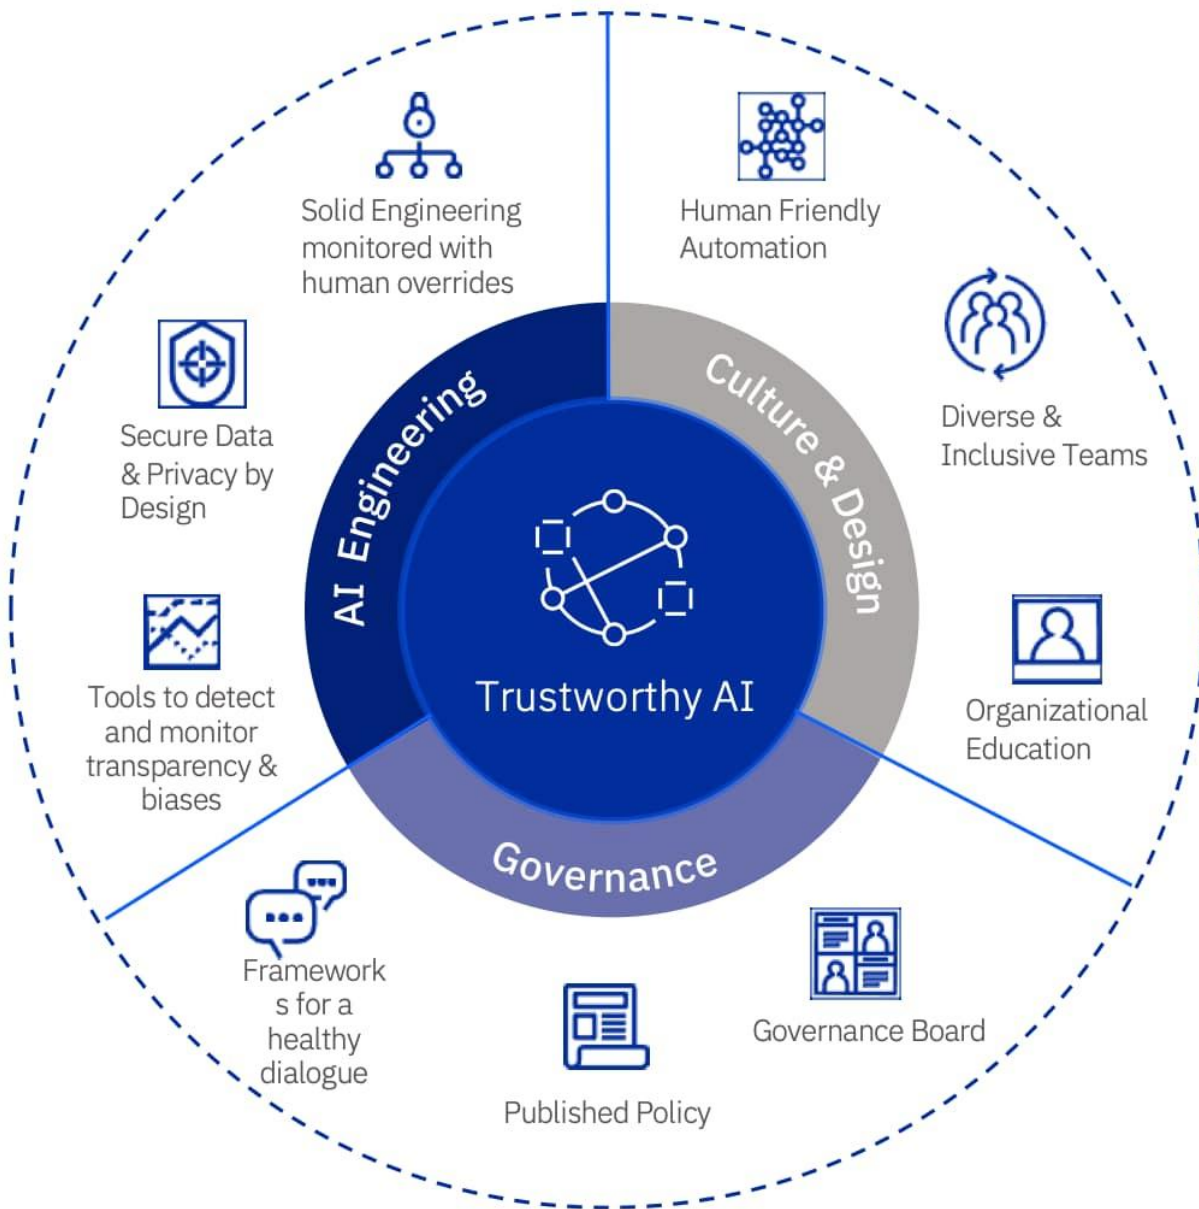 Solid Engineering
monitored with
human overrides
Human Friendly
Automation
Secure Data
& Privacy by
Design
Diverse &
Inclusive Teams
AI Engineering
Culture & Design
Trustworthy AI
Tools to detect
and monitor
transparency &
biases
Organizational
Education
Governance
Framework
s for a
healthy
dialogue
Published Policy
Governance Board